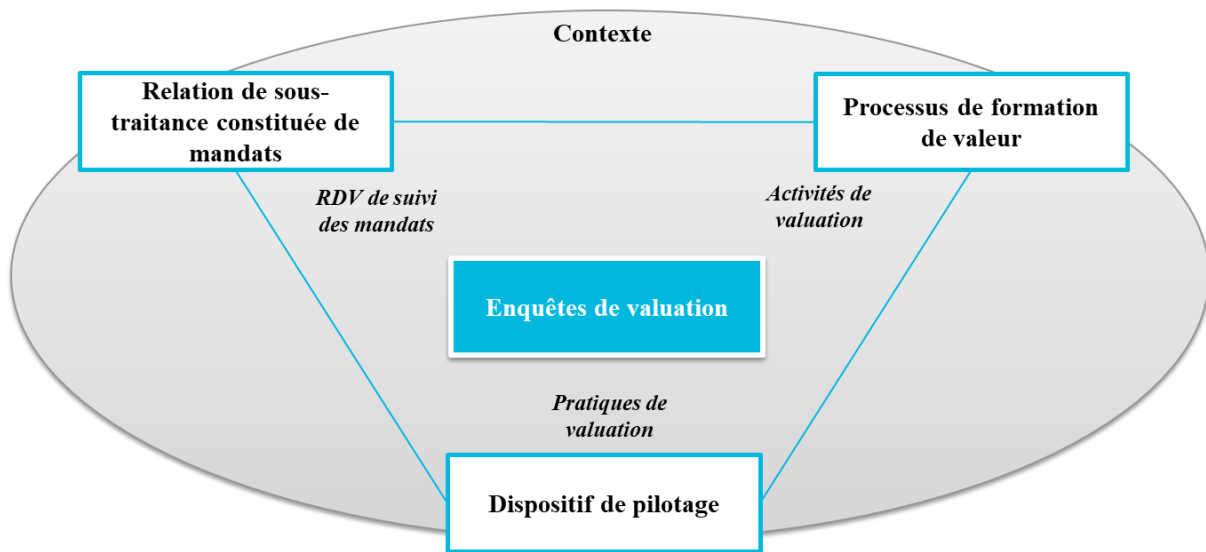 Contexte
Relation de sous-
traitance constituée de
mandats
Processus de formation
de valeur
RDV de suivi
des mandats
Activités de
valuation
Enquêtes de valuation
Pratiques de
valuation
Dispositif de pilotage